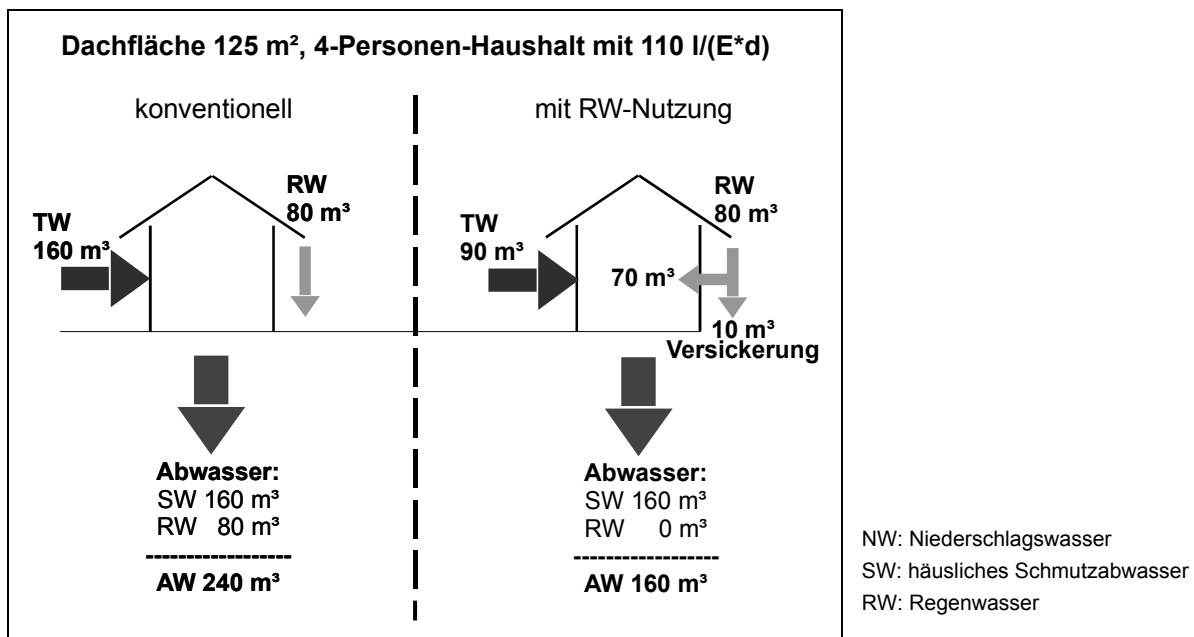 Dachfläche 125 m², 4-Personen-Haushalt mit 110 l/(E*d)
konventionell
RW
80 m³
TW
160 m³
Abwasser:
SW 160 m³
RW 80 m³
--------------------
AW 240 m³
mit RW-Nutzung
RW
80 m³
TW
90 m³
70 m³
10 m³
Versickerung
Abwasser:
SW 160 m³
RW 0 m³
--------------------
AW 160 m³
NW: Niederschlagswasser
SW: häusliches Schmutzabwasser
RW: Regenwasser